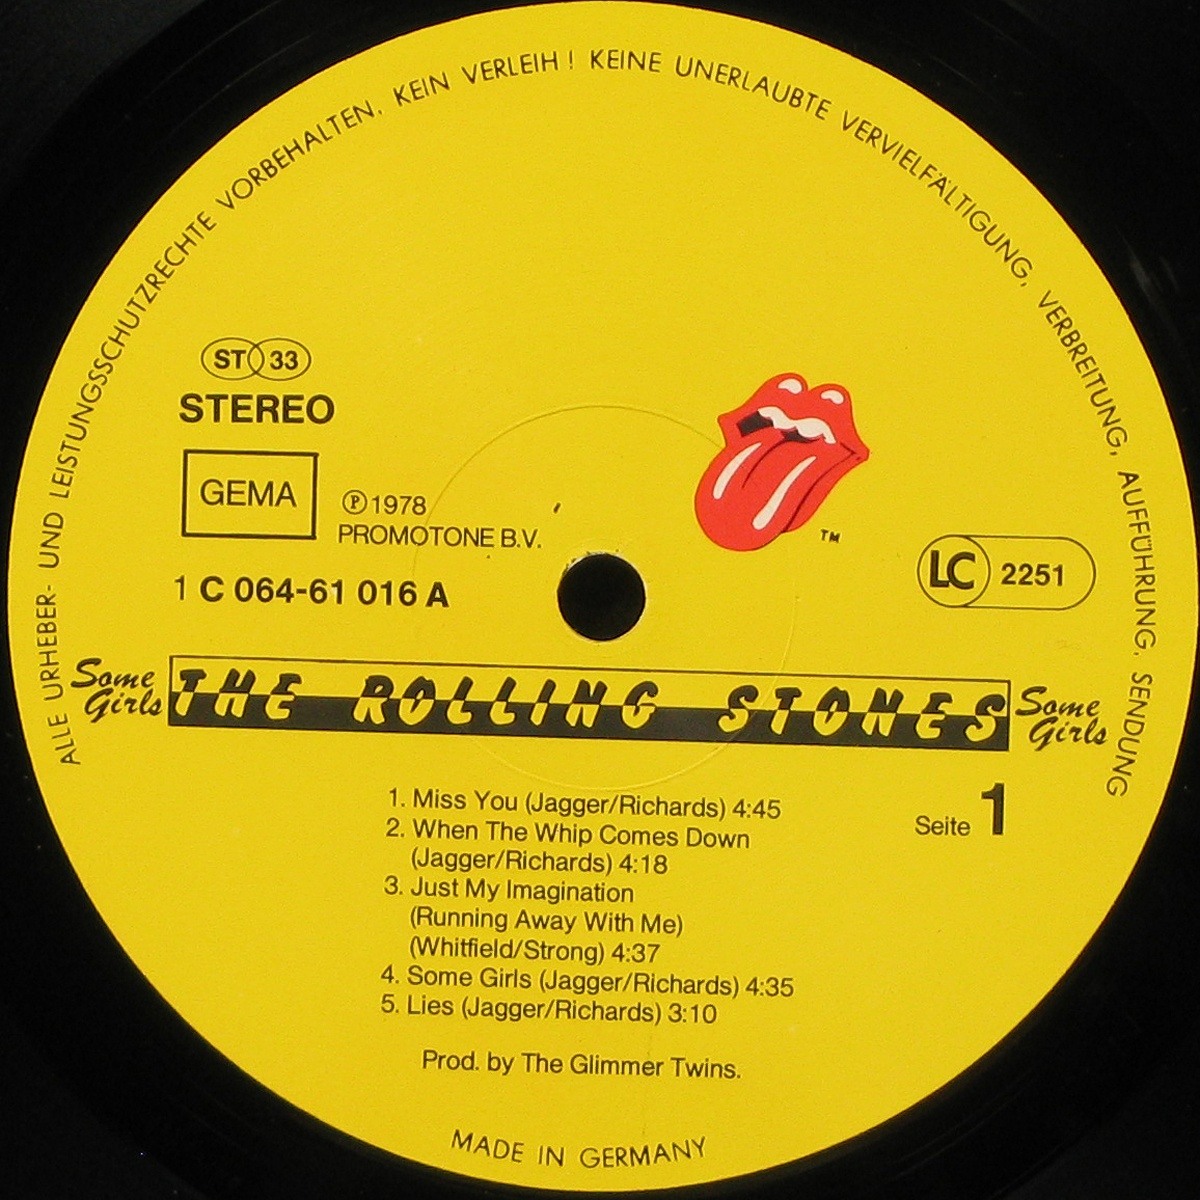 ALLE URHEBER- UND LEISTUNGSSCHUTZRECHTE VORBEHALTEN. KEIN VERLEIH! KEINE UNERLAUBTE VERVIELFÄLTIGUNG, VERBREITUNG, AUFFÜHRUNG, SENDUNG
ST 33
STEREO
GEMA
Ⓟ 1978
PROMOTONE B.V.
1 C 064-61 016 A
TM
LC 2251
Some Girls
THE ROLLING STONES
Some Girls
Seite 1
1. Miss You (Jagger/Richards) 4:45
2. When The Whip Comes Down
(Jagger/Richards) 4:18
3. Just My Imagination
(Running Away With Me)
(Whitfield/Strong) 4:37
4. Some Girls (Jagger/Richards) 4:35
5. Lies (Jagger/Richards) 3:10
Prod. by The Glimmer Twins.
MADE IN GERMANY